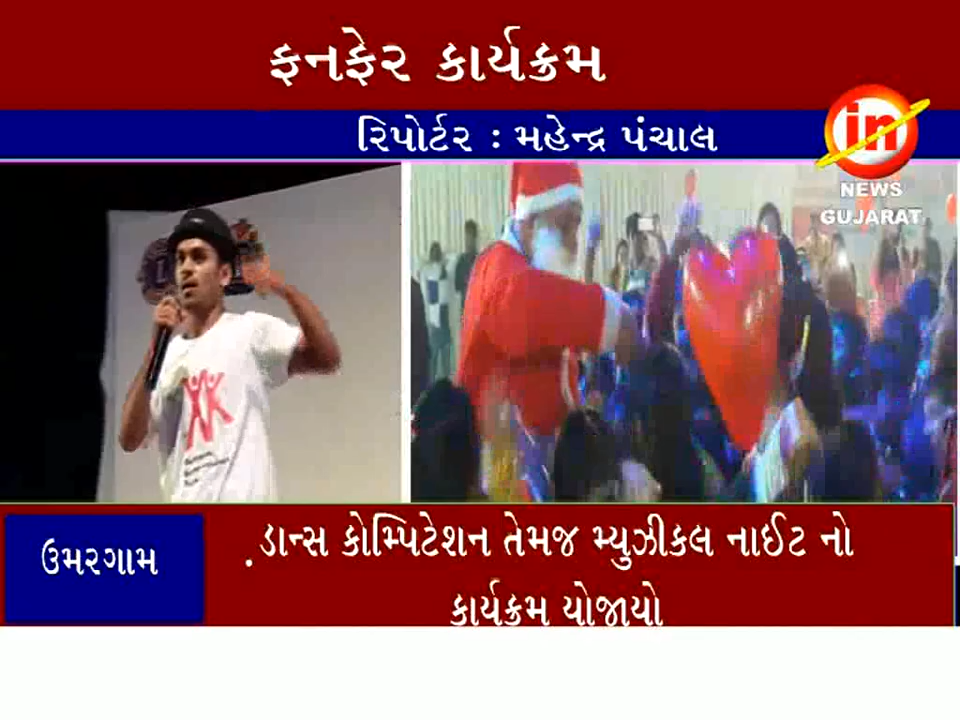 ફનફેર કાર્યક્રમ
રિપોર્ટર : મહેન્દ્ર પંચાલ
in
NEWS
GUJARAT
ઉમરગામ
.ડાન્સ કોમ્પિટેશન તેમજ મ્યુઝીકલ નાઈટ નો
કાર્યક્રમ યોજાયો